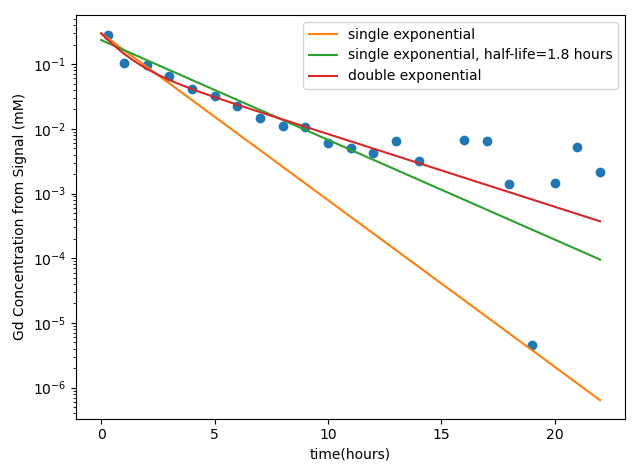 single exponential
single exponential, half-life=1.8 hours
double exponential
Gd Concentration from Signal (mM)
10⁻¹
10⁻²
10⁻³
10⁻⁴
10⁻⁵
10⁻⁶
0 5 10 15 20
time(hours)